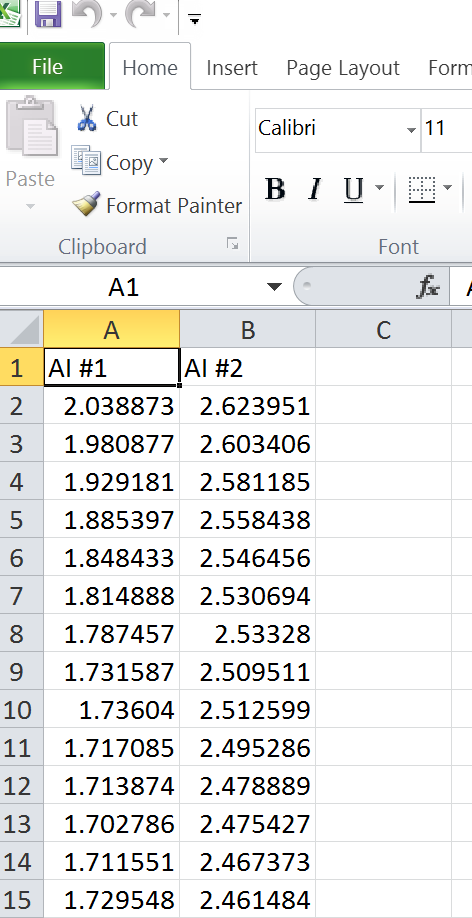 File Home Insert Page Layout Form
Cut
Copy
Paste
Format Painter
Clipboard
Calibri 11
B I U
Font
A1 fx
A B C
1 AI #1 AI #2
2 2.038873 2.623951
3 1.980877 2.603406
4 1.929181 2.581185
5 1.885397 2.558438
6 1.848433 2.546456
7 1.814888 2.530694
8 1.787457 2.53328
9 1.731587 2.509511
10 1.73604 2.512599
11 1.717085 2.495286
12 1.713874 2.478889
13 1.702786 2.475427
14 1.711551 2.467373
15 1.729548 2.461484